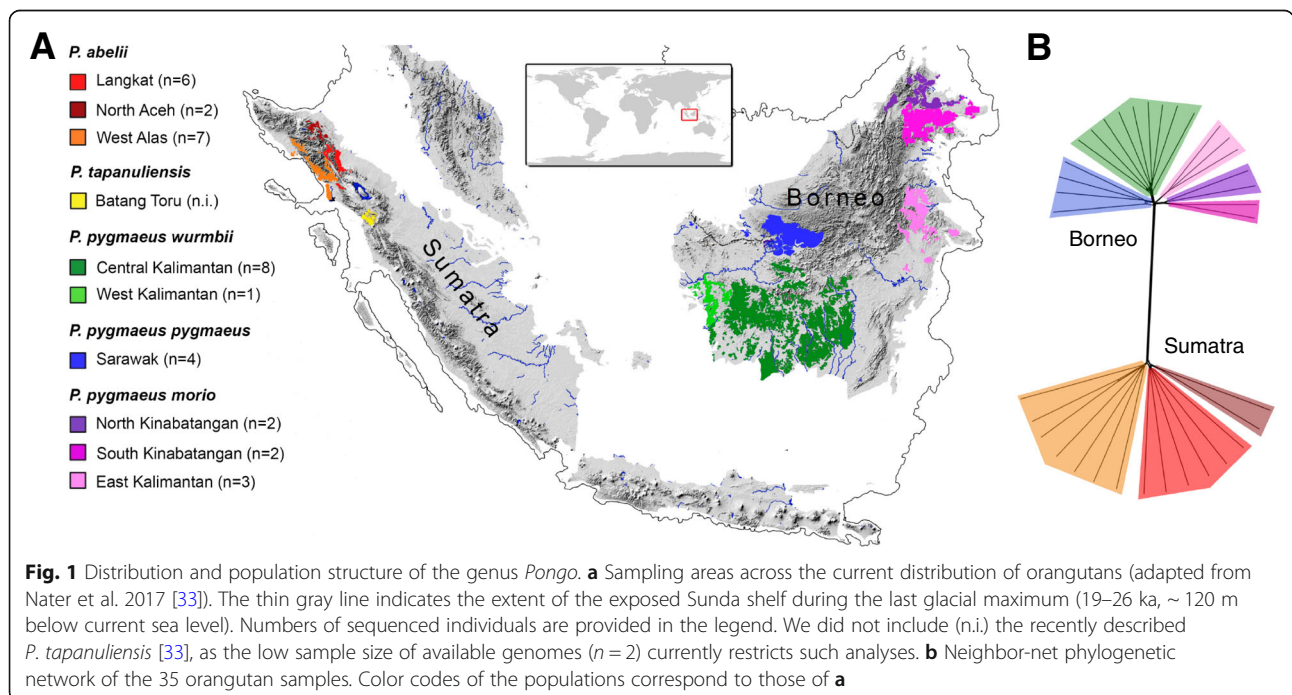 A
P. abelii
Langkat (n=6)
North Aceh (n=2)
West Alas (n=7)
P. tapanuliensis
Batang Toru (n.i.)
P. pygmaeus wurmbii
Central Kalimantan (n=8)
West Kalimantan (n=1)
P. pygmaeus pygmaeus
Sarawak (n=4)
P. pygmaeus morio
North Kinabatangan (n=2)
South Kinabatangan (n=2)
East Kalimantan (n=3)
Sumatra
Borneo
B
Borneo
Sumatra
Fig. 1 Distribution and population structure of the genus Pongo. a Sampling areas across the current distribution of orangutans (adapted from
Nater et al. 2017 [33]). The thin gray line indicates the extent of the exposed Sunda shelf during the last glacial maximum (19–26 ka, ~ 120 m
below current sea level). Numbers of sequenced individuals are provided in the legend. We did not include (n.i.) the recently described
P. tapanuliensis [33], as the low sample size of available genomes (n = 2) currently restricts such analyses. b Neighbor-net phylogenetic
network of the 35 orangutan samples. Color codes of the populations correspond to those of a